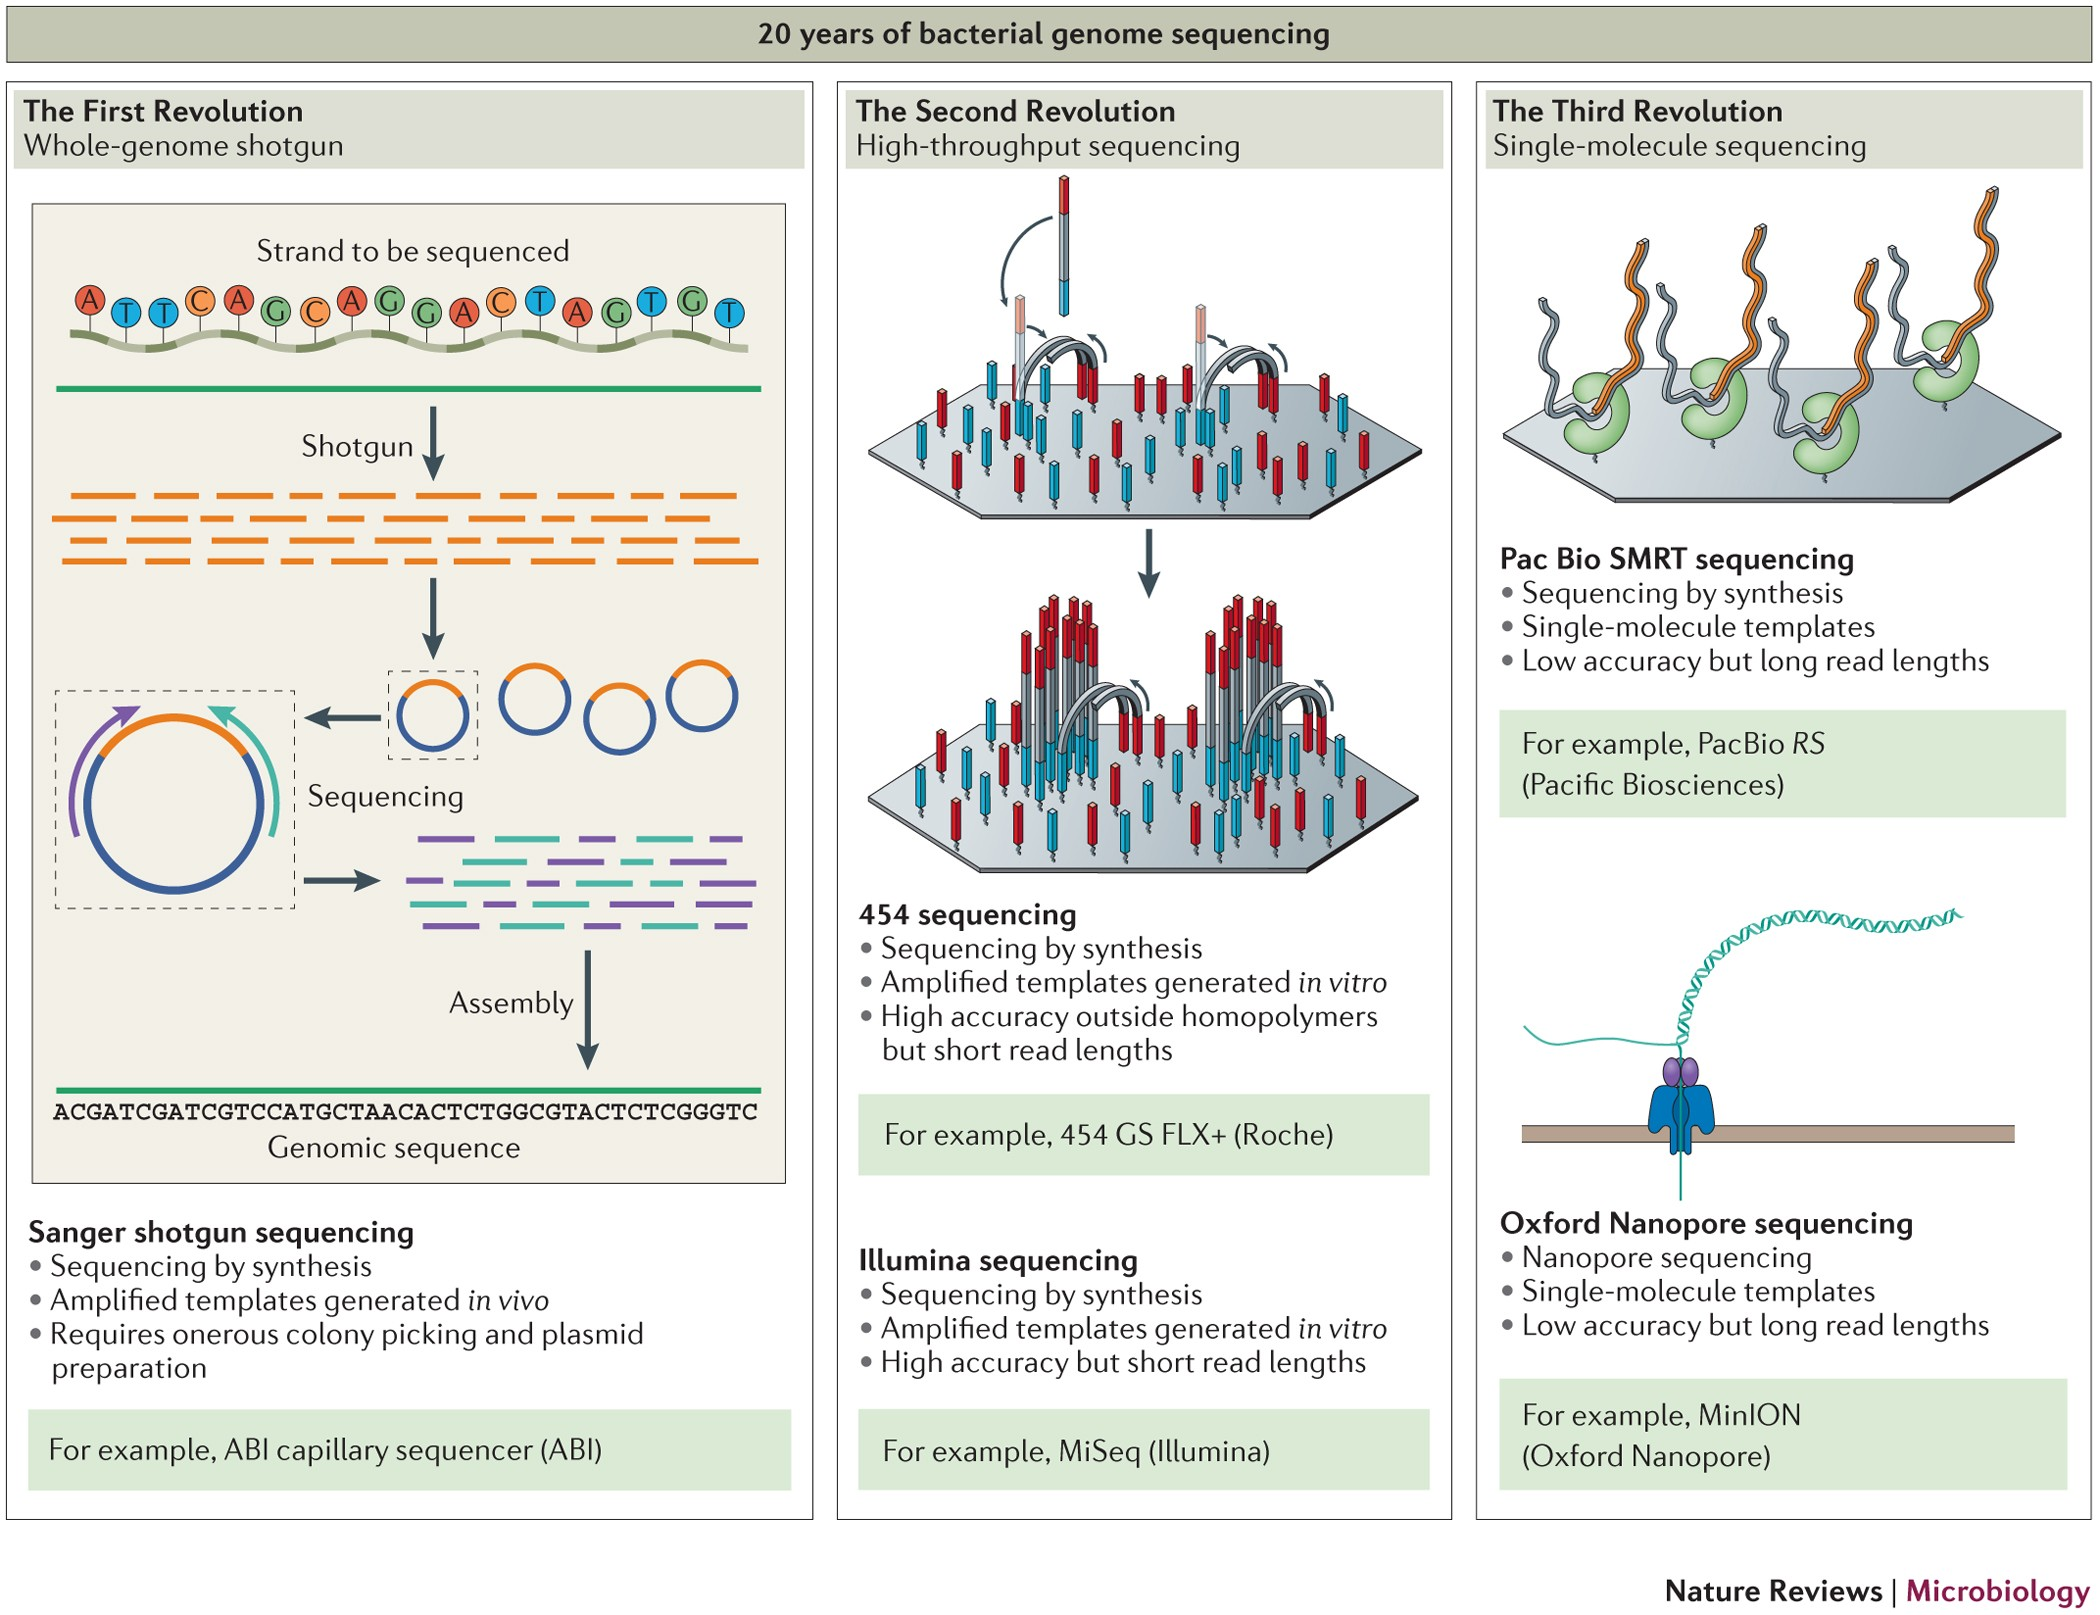 20 years of bacterial genome sequencing
The First Revolution
Whole-genome shotgun
Strand to be sequenced
A T T C A G C A G G A C T A G T G T
Shotgun
Sequencing
Assembly
ACGATCGATCGTCCATGCTAACACTCTGGCGTACTCTCGGGTC
Genomic sequence
Sanger shotgun sequencing
• Sequencing by synthesis
• Amplified templates generated in vivo
• Requires onerous colony picking and plasmid
preparation
For example, ABI capillary sequencer (ABI)
The Second Revolution
High-throughput sequencing
454 sequencing
• Sequencing by synthesis
• Amplified templates generated in vitro
• High accuracy outside homopolymers
but short read lengths
For example, 454 GS FLX+ (Roche)
Illumina sequencing
• Sequencing by synthesis
• Amplified templates generated in vitro
• High accuracy but short read lengths
For example, MiSeq (Illumina)
The Third Revolution
Single-molecule sequencing
Pac Bio SMRT sequencing
• Sequencing by synthesis
• Single-molecule templates
• Low accuracy but long read lengths
For example, PacBio RS
(Pacific Biosciences)
Oxford Nanopore sequencing
• Nanopore sequencing
• Single-molecule templates
• Low accuracy but long read lengths
For example, MinION
(Oxford Nanopore)
Nature Reviews | Microbiology